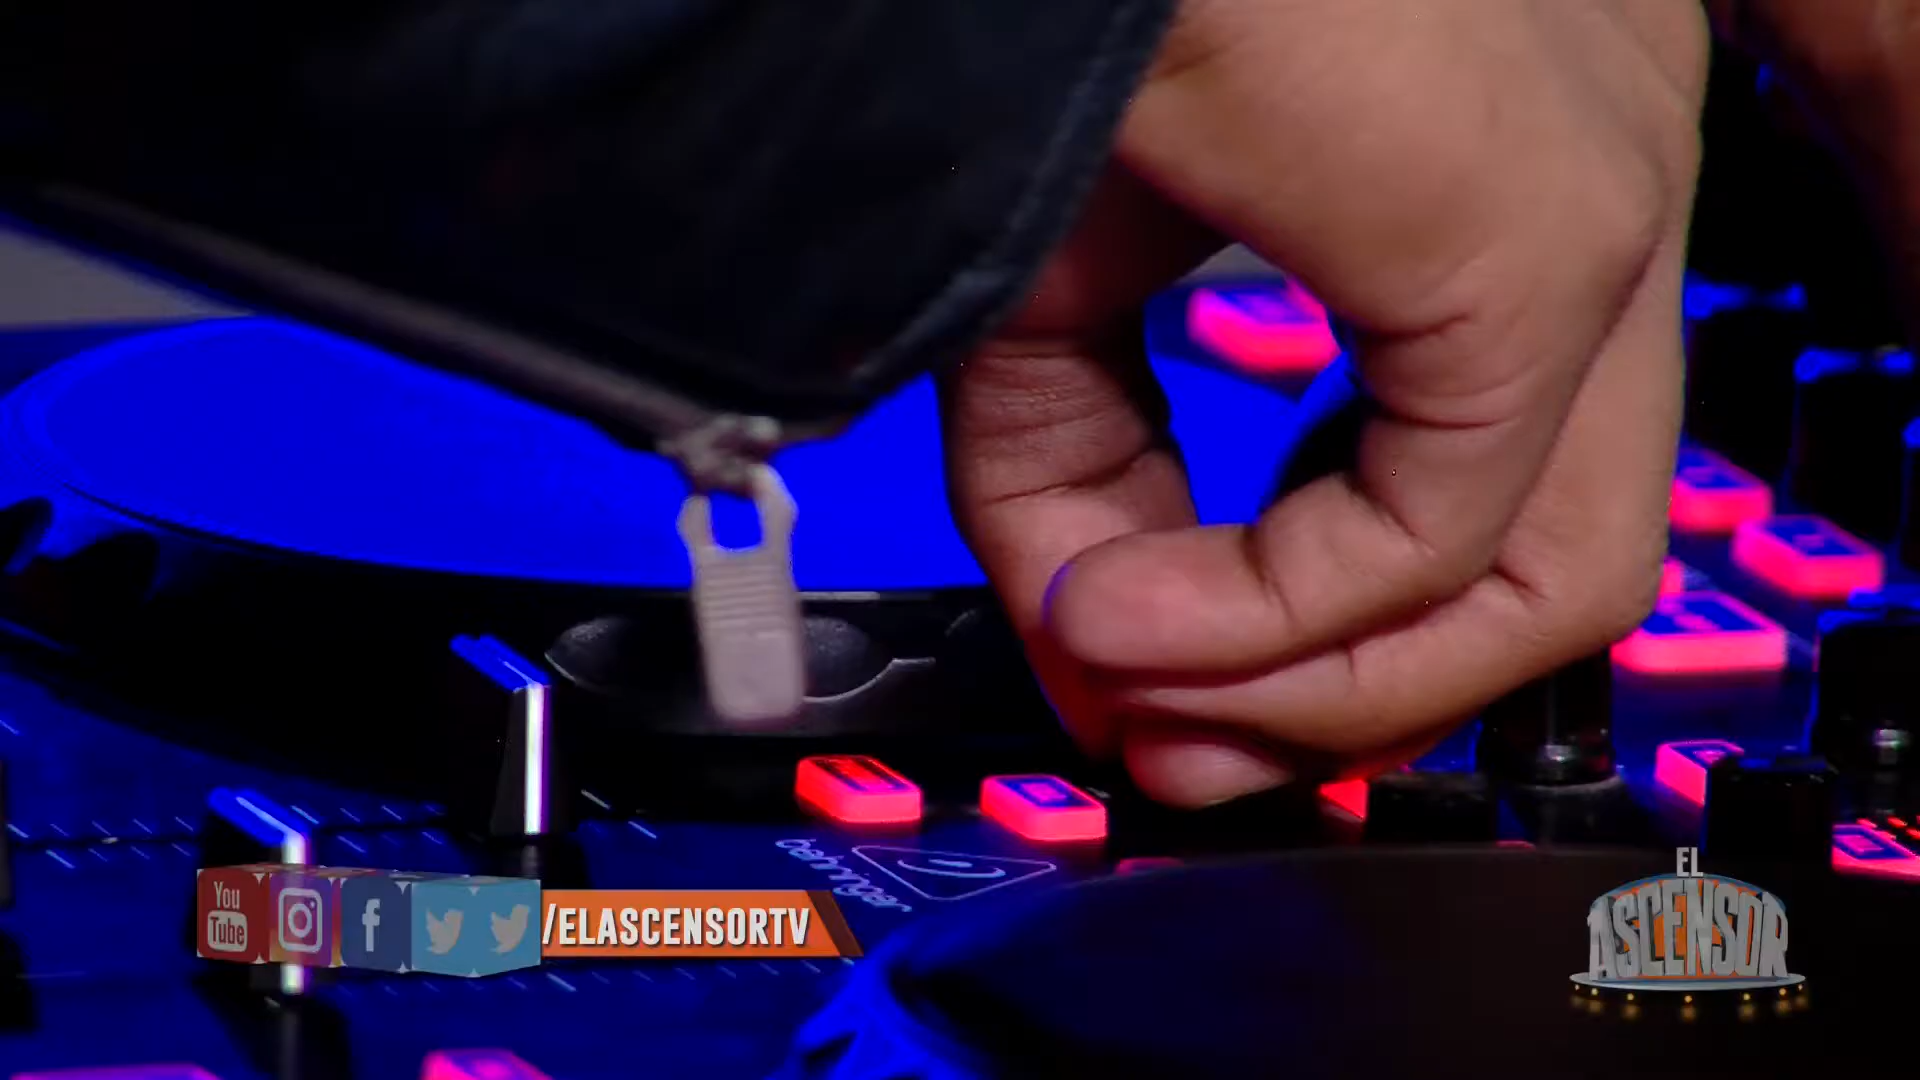 behringer
You
Tube
/ELASCENSORTV
EL
ASCENSOR